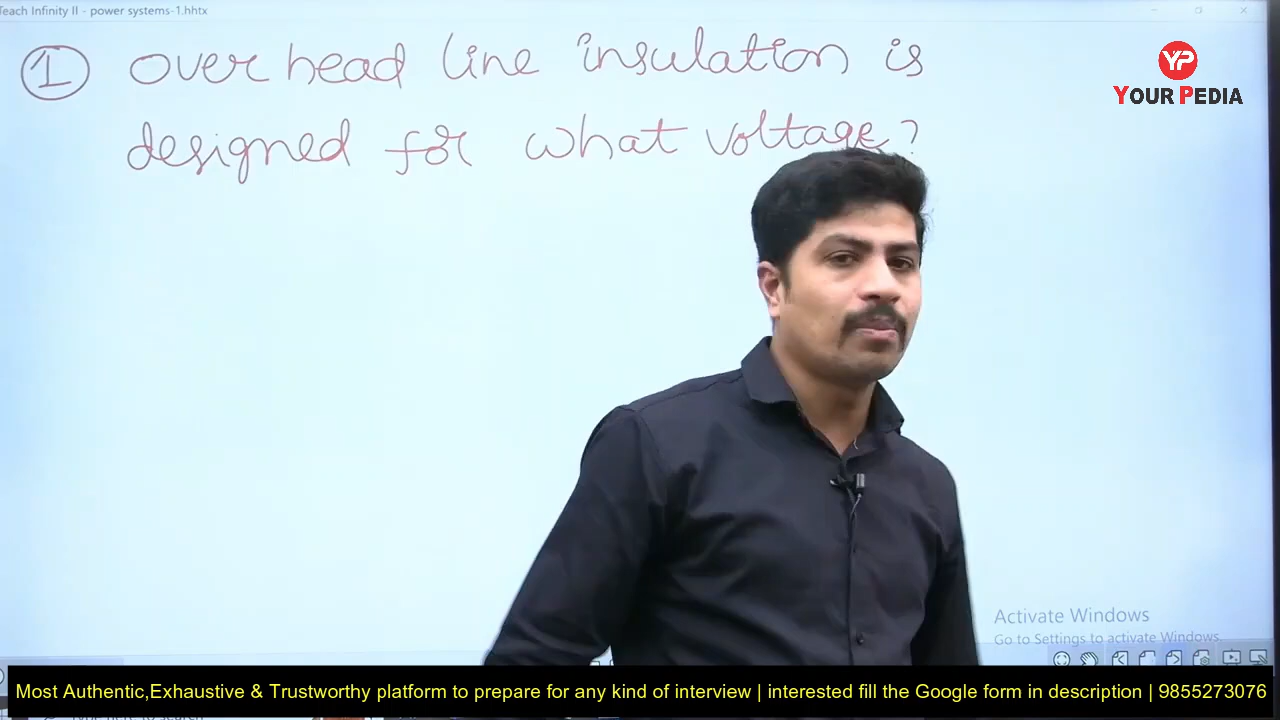 Teach Infinity II - power systems-1.hhtx
① overhead line insulation is
designed for what voltage?
YP
YOUR PEDIA
Activate Windows
Go to Settings to activate Windows.
Most Authentic,Exhaustive & Trustworthy platform to prepare for any kind of interview | interested fill the Google form in description | 9855273076